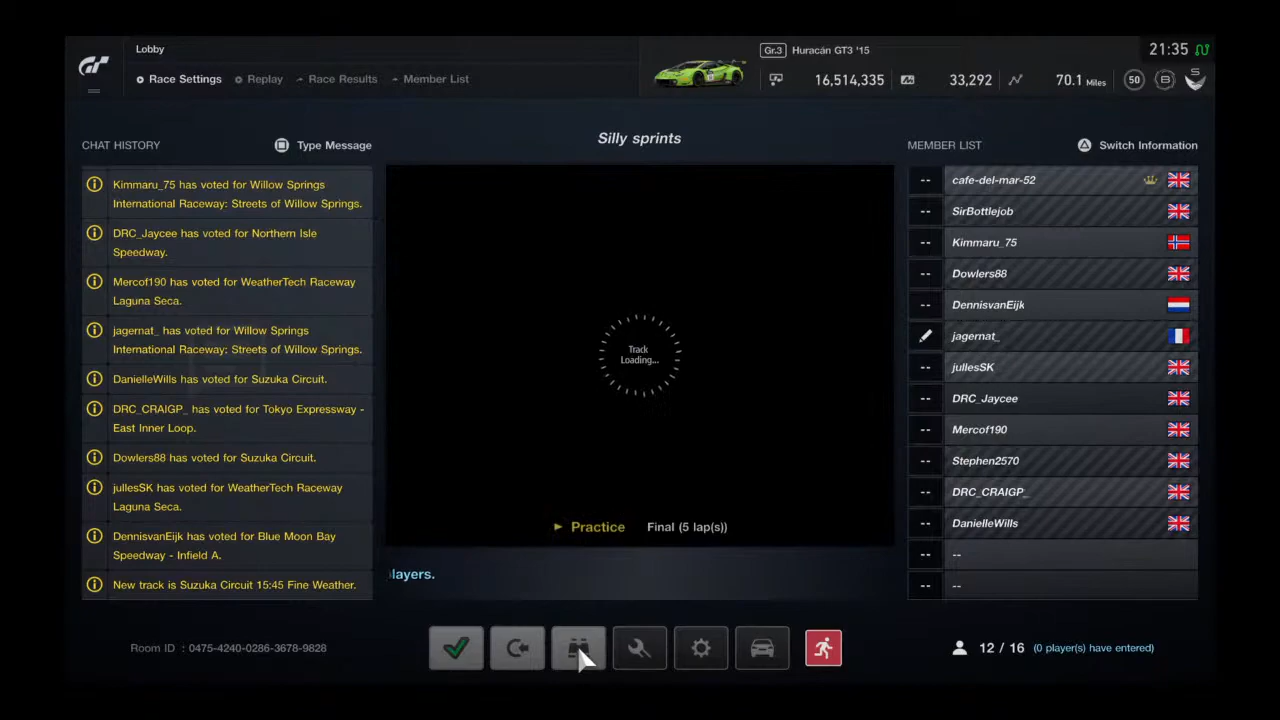 Lobby
Race Settings
Replay
Race Results
Member List
Gr.3 Huracán GT3 '15
16,514,335
33,292
70.1 Miles
50
B
S
21:35
CHAT HISTORY
Type Message
Silly sprints
MEMBER LIST
Switch Information
Kimmaru_75 has voted for Willow Springs
International Raceway: Streets of Willow Springs.
DRC_Jaycee has voted for Northern Isle
Speedway.
Mercof190 has voted for WeatherTech Raceway
Laguna Seca.
jagernat_ has voted for Willow Springs
International Raceway: Streets of Willow Springs.
DanielleWills has voted for Suzuka Circuit.
DRC_CRAIGP_ has voted for Tokyo Expressway -
East Inner Loop.
Dowlers88 has voted for Suzuka Circuit.
jullesSK has voted for WeatherTech Raceway
Laguna Seca.
DennisvanEijk has voted for Blue Moon Bay
Speedway - Infield A.
New track is Suzuka Circuit 15:45 Fine Weather.
Track
Loading...
Practice Final (5 lap(s))
layers.
-- cafe-del-mar-52
-- SirBottlejob
-- Kimmaru_75
-- Dowlers88
-- DennisvanEijk
jagernat_
-- jullesSK
-- DRC_Jaycee
-- Mercof190
-- Stephen2570
-- DRC_CRAIGP_
-- DanielleWills
-- --
-- --
Room ID : 0475-4240-0286-3678-9828
12 / 16 (0 player(s) have entered)